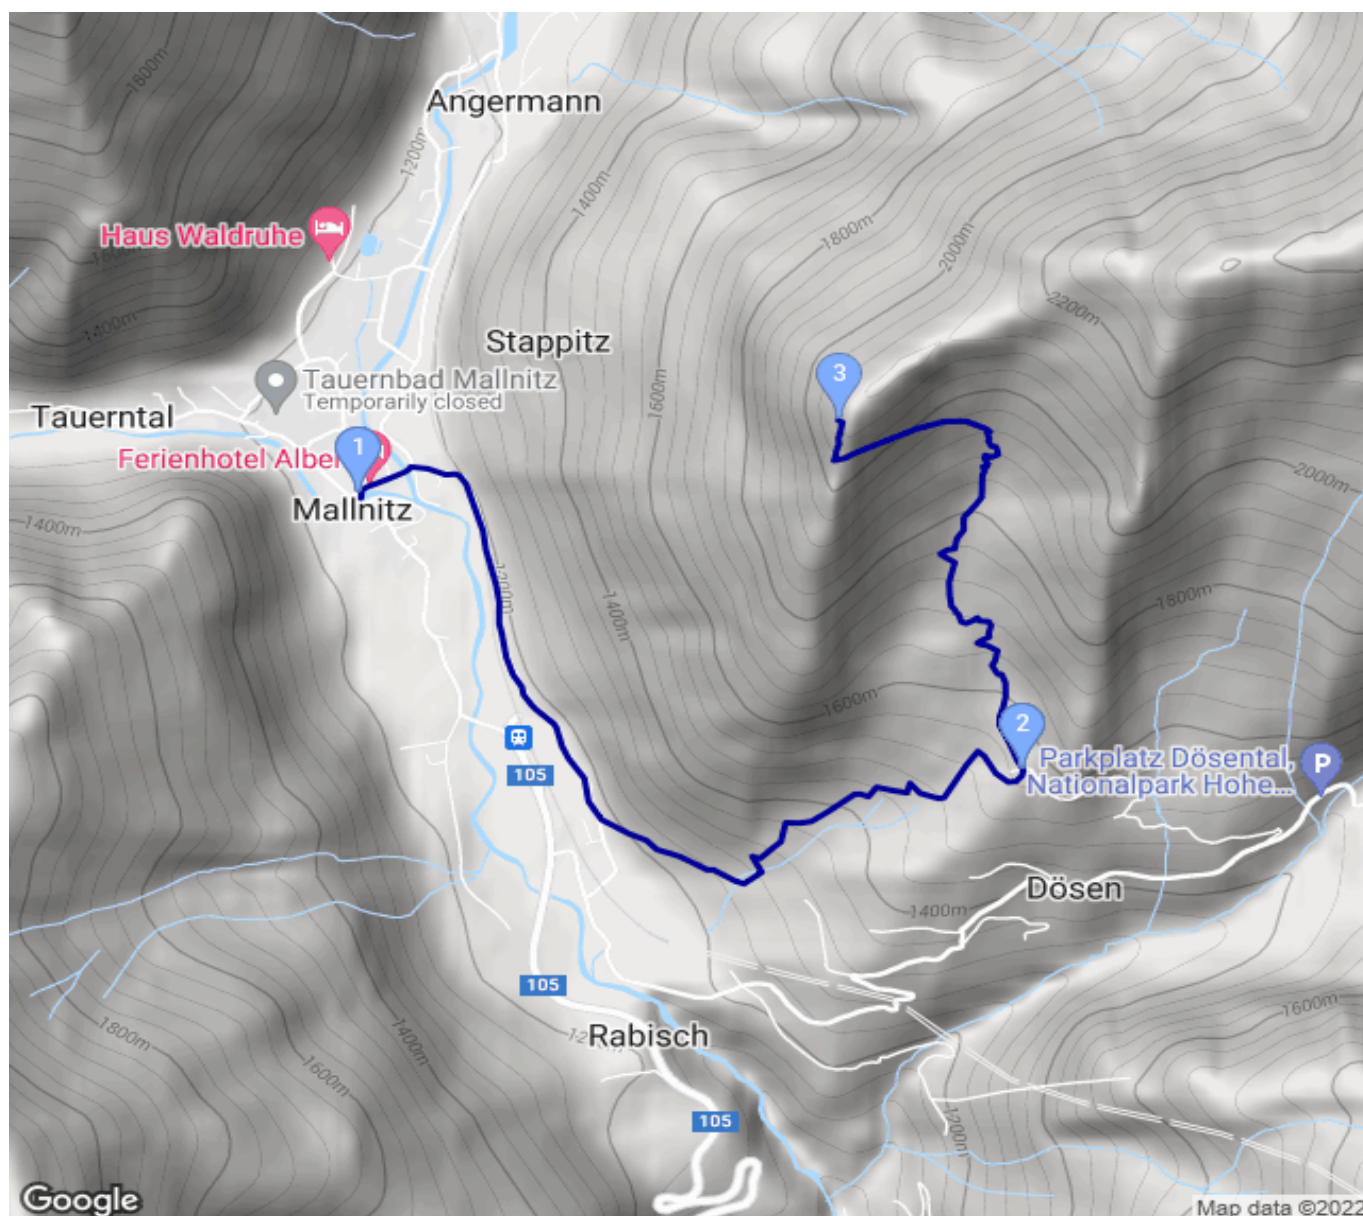 1800m
Angermann
1200m
1400m
Haus Waldruhe
1800m
2000m
1600m
1400m
2200m
Stappitz
3
Tauernbad Mallnitz
Temporarily closed
1600m
Tauerntal
1
Ferienhotel Alber
2000m
Mallnitz
1400m
1200m
1400m
1800m
1600m
2
105
Parkplatz Dösental,
Nationalpark Hohe...
P
Dösen
1400m
105
1600m
1800m
1400m
Rabisch
1600m
105
1200m
Google
Map data ©2022